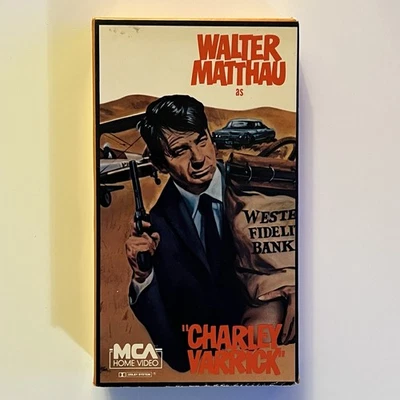 WALTER
MATTHAU
as
WESTE
FIDELI
BANK
"CHARLEY
VARRICK"
MCA
HOME VIDEO